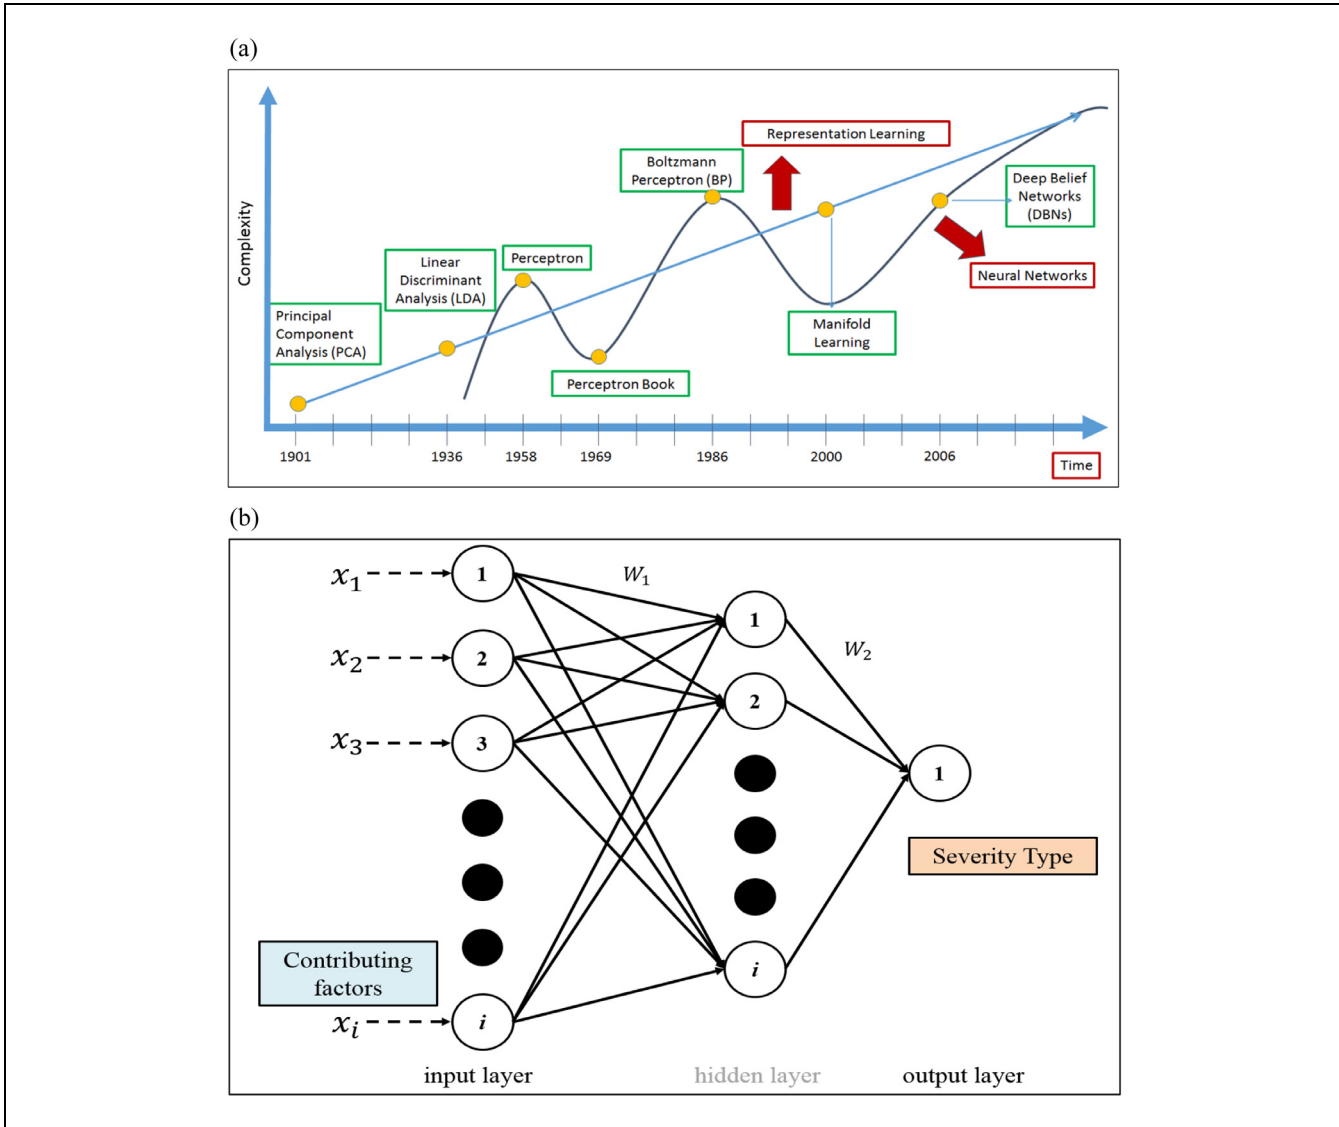 (a)
Complexity
Representation Learning
Boltzmann
Perceptron (BP)
Deep Belief
Networks
(DBNs)
Linear
Discriminant
Analysis (LDA)
Perceptron
Neural Networks
Principal
Component
Analysis (PCA)
Manifold
Learning
Perceptron Book
1901
1936
1958
1969
1986
2000
2006
Time
(b)
x₁
1
W₁
1
x₂
2
W₂
2
x₃
3
1
Severity Type
Contributing
factors
i
xᵢ
i
input layer
hidden layer
output layer